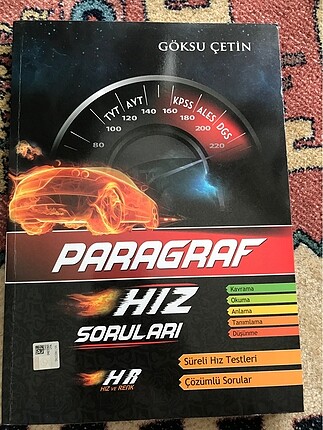 GÖKSU ÇETİN
TYT AYT KPSS ALES DGS
80 100 120 140 160 180 200 220
PARAGRAF
HIZ
SORULARI
Kavrama
Okuma
Anlama
Tanımlama
Düşünme
Süreli Hız Testleri
Çözümlü Sorular
HR
HIZ VE RENK